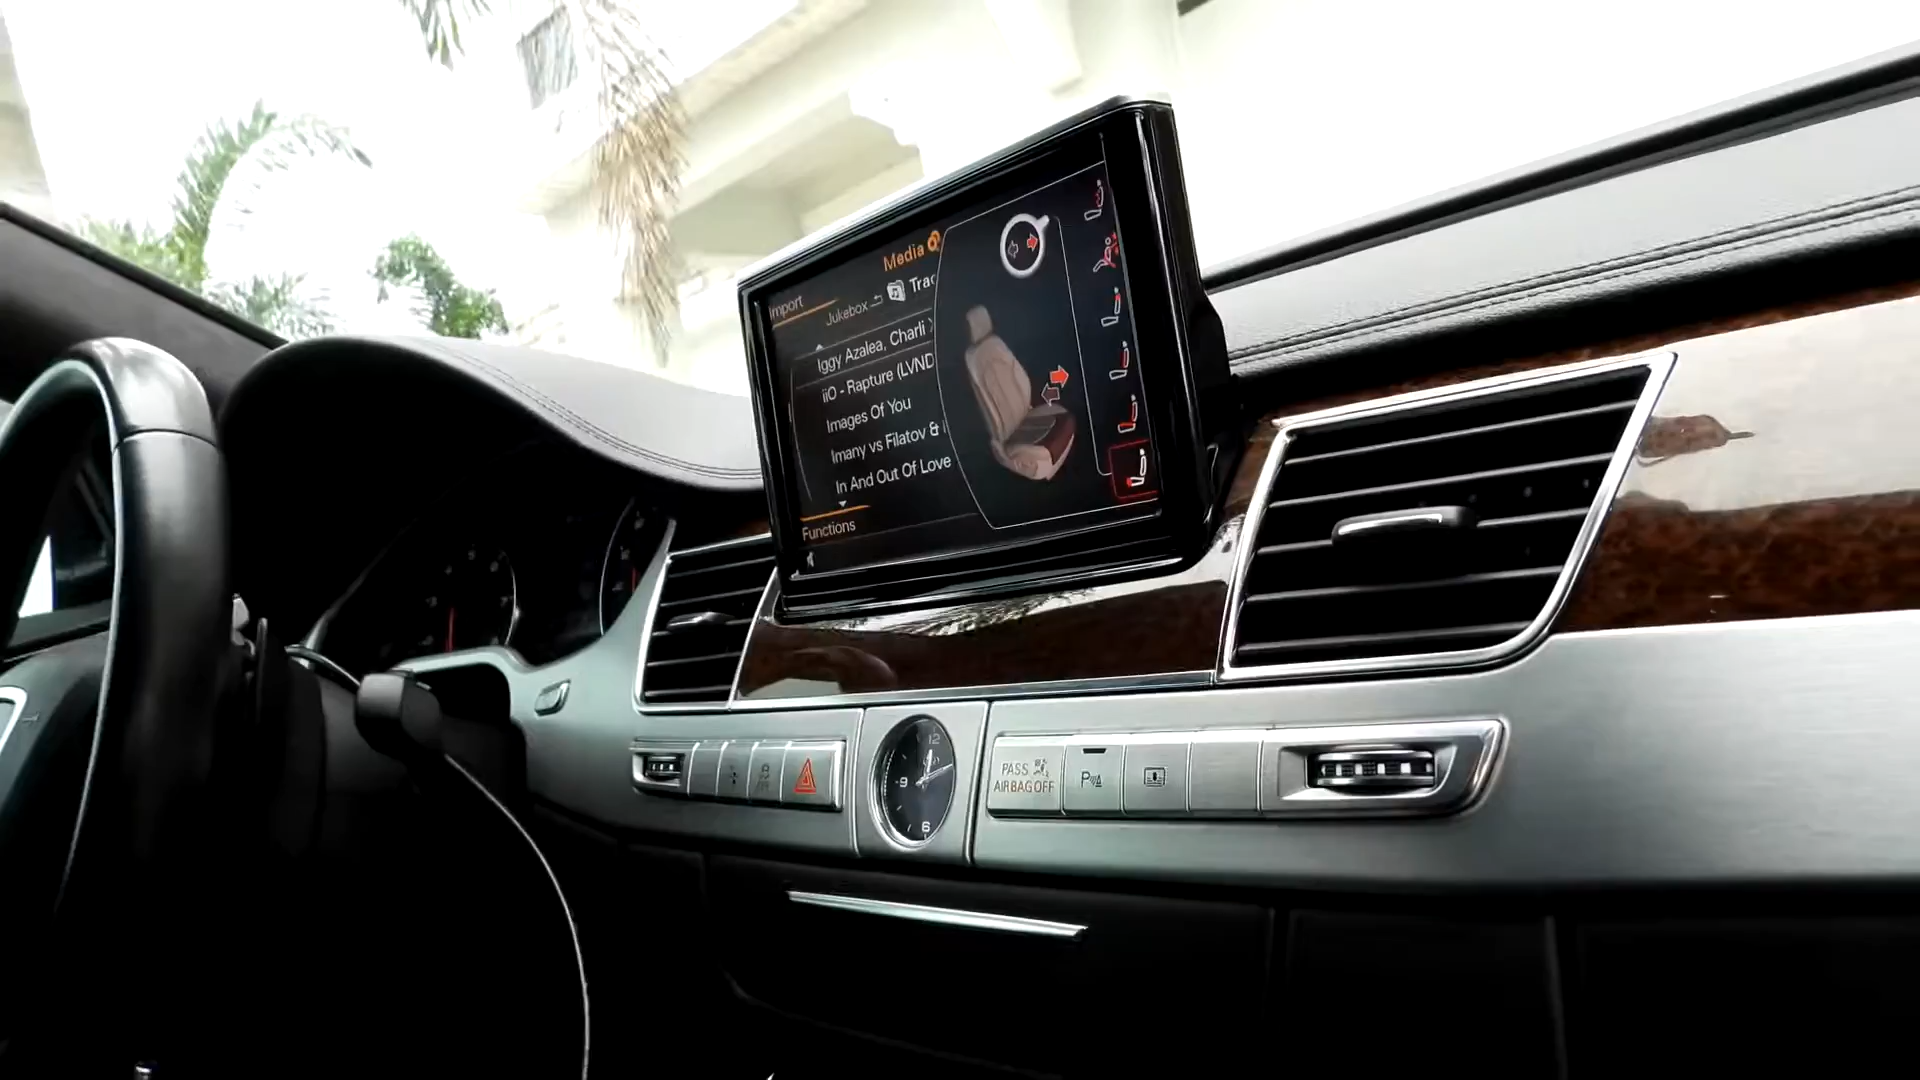 Media
Import
Jukebox
Trac
Iggy Azalea, Charli
iiO - Rapture (LVND
Images Of You
Imany vs Filatov &
In And Out Of Love
Functions
12
9
6
PASS
AIRBAG OFF
P